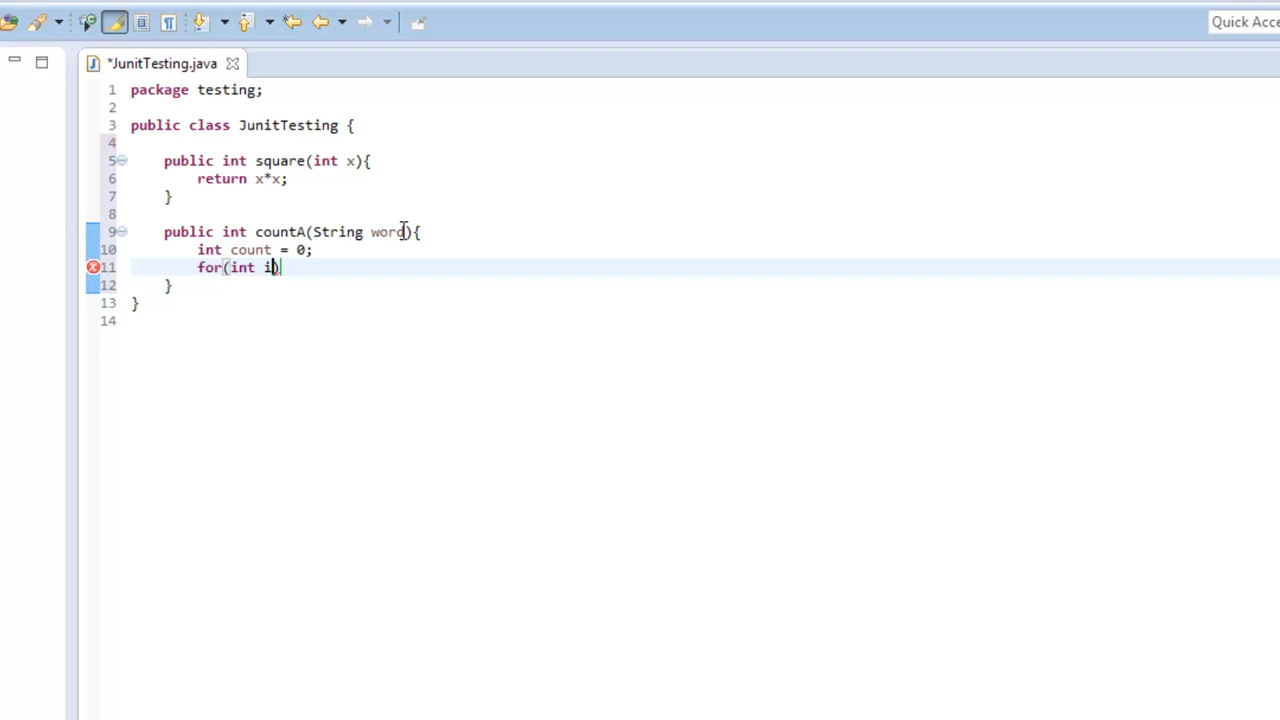 Quick Acce
*JunitTesting.java
1 package testing;
2
3 public class JunitTesting {
4
5 public int square(int x){
6 return x*x;
7 }
8
9 public int countA(String word){
10 int count = 0;
11 for(int i)
12 }
13 }
14